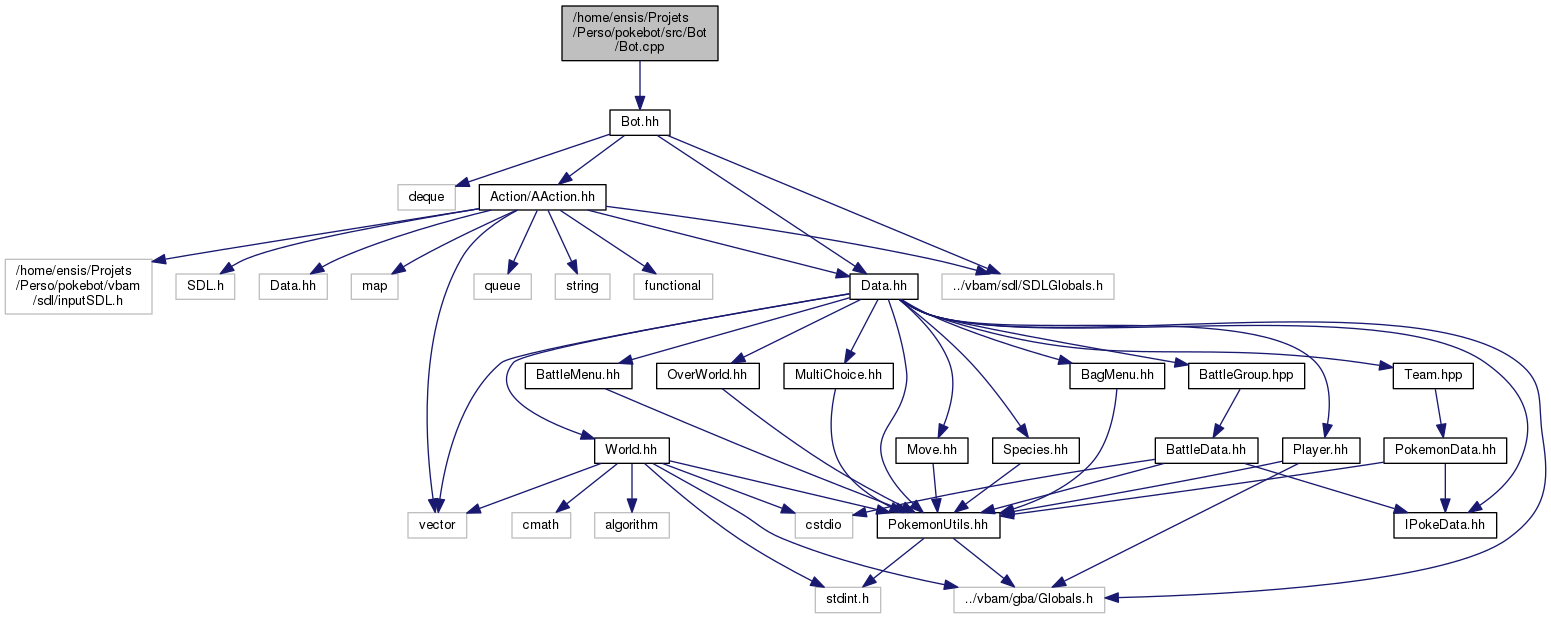 /home/ensis/Projets
/Perso/pokebot/src/Bot
/Bot.cpp
Bot.hh
deque
Action/AAction.hh
/home/ensis/Projets
/Perso/pokebot/vbam
/sdl/inputSDL.h
SDL.h
Data.hh
map
queue
string
functional
Data.hh
../vbam/sdl/SDLGlobals.h
BattleMenu.hh
OverWorld.hh
MultiChoice.hh
BagMenu.hh
BattleGroup.hpp
Team.hpp
World.hh
Move.hh
Species.hh
BattleData.hh
Player.hh
PokemonData.hh
vector
cmath
algorithm
cstdio
PokemonUtils.hh
IPokeData.hh
stdint.h
../vbam/gba/Globals.h